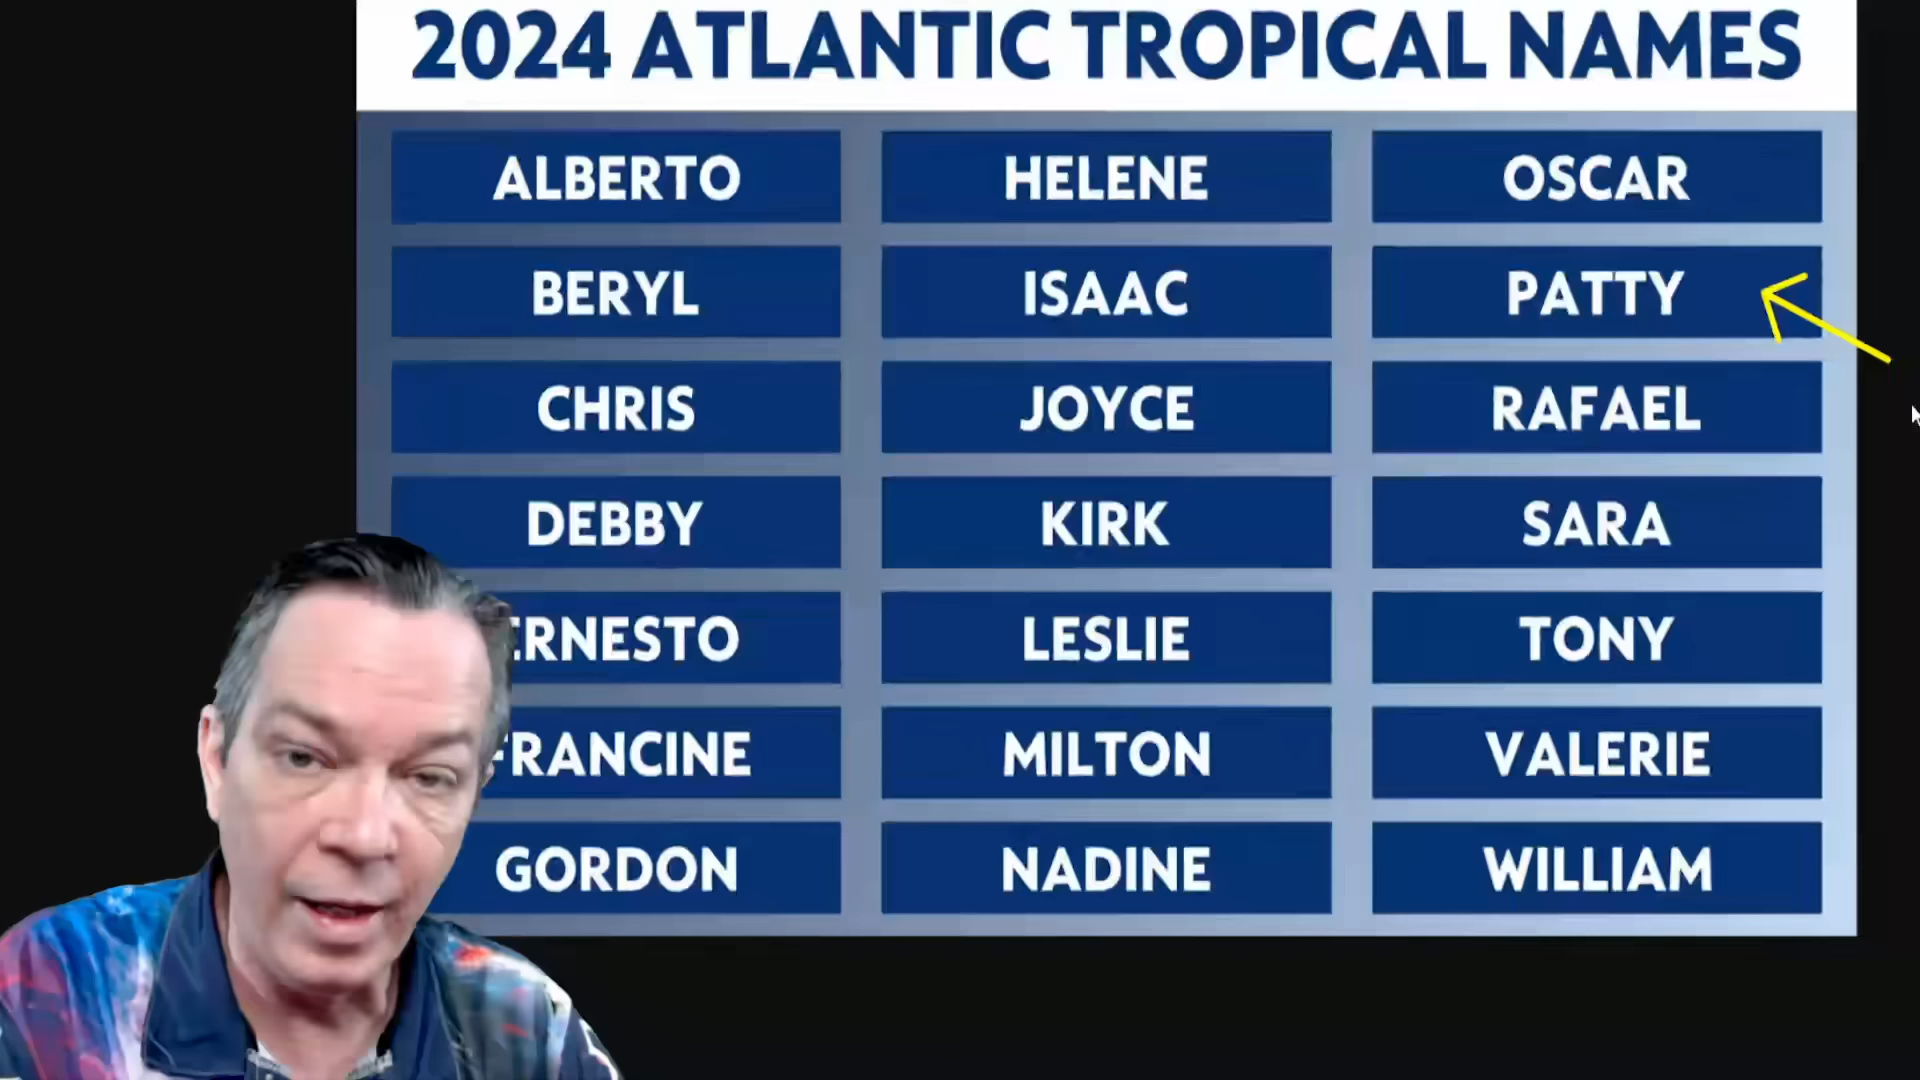 2024 ATLANTIC TROPICAL NAMES
ALBERTO HELENE OSCAR
BERYL ISAAC PATTY
CHRIS JOYCE RAFAEL
DEBBY KIRK SARA
ERNESTO LESLIE TONY
FRANCINE MILTON VALERIE
GORDON NADINE WILLIAM